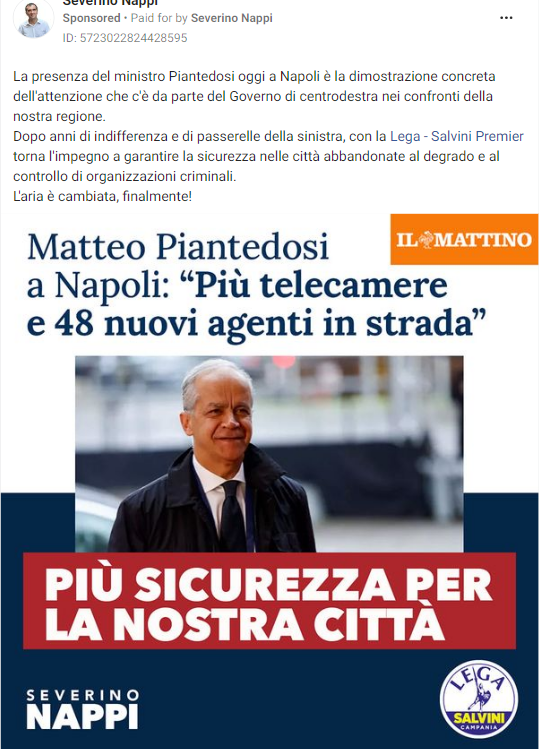 Severino Nappi
Sponsored • Paid for by Severino Nappi
ID: 5723022824428595
La presenza del ministro Piantedosi oggi a Napoli è la dimostrazione concreta
dell'attenzione che c'è da parte del Governo di centrodestra nei confronti della
nostra regione.
Dopo anni di indifferenza e di passerelle della sinistra, con la Lega - Salvini Premier
torna l'impegno a garantire la sicurezza nelle città abbandonate al degrado e al
controllo di organizzazioni criminali.
L'aria è cambiata, finalmente!
IL MATTINO
Matteo Piantedosi
a Napoli: “Più telecamere
e 48 nuovi agenti in strada”
PIÙ SICUREZZA PER
LA NOSTRA CITTÀ
SEVERINO
NAPPI
LEGA
SALVINI
CAMPANIA